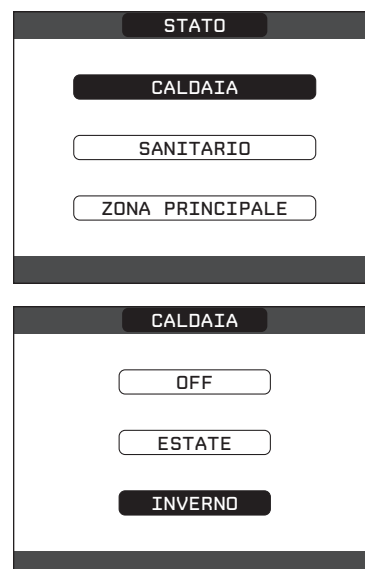 STATO
CALDAIA
SANITARIO
ZONA PRINCIPALE
CALDAIA
OFF
ESTATE
INVERNO